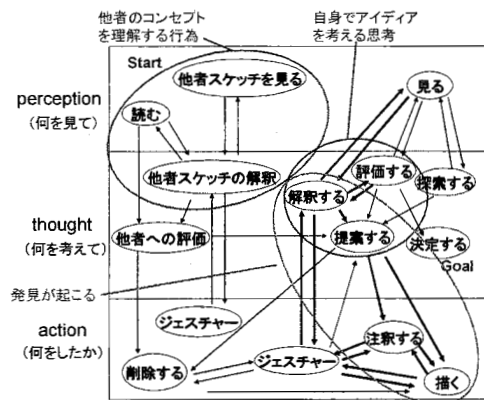 他者のコンセプト
を理解する行為
自身でアイディア
を考える思考
Start
他者スケッチを見る
見る
perception
(何を見て)
読む
他者スケッチの解釈
評価する
探索する
解釈する
thought
(何を考えて)
他者への評価
提案する
決定する
Goal
発見が起こる
action
(何をしたか)
ジェスチャー
注釈する
ジェスチャー
削除する
描く